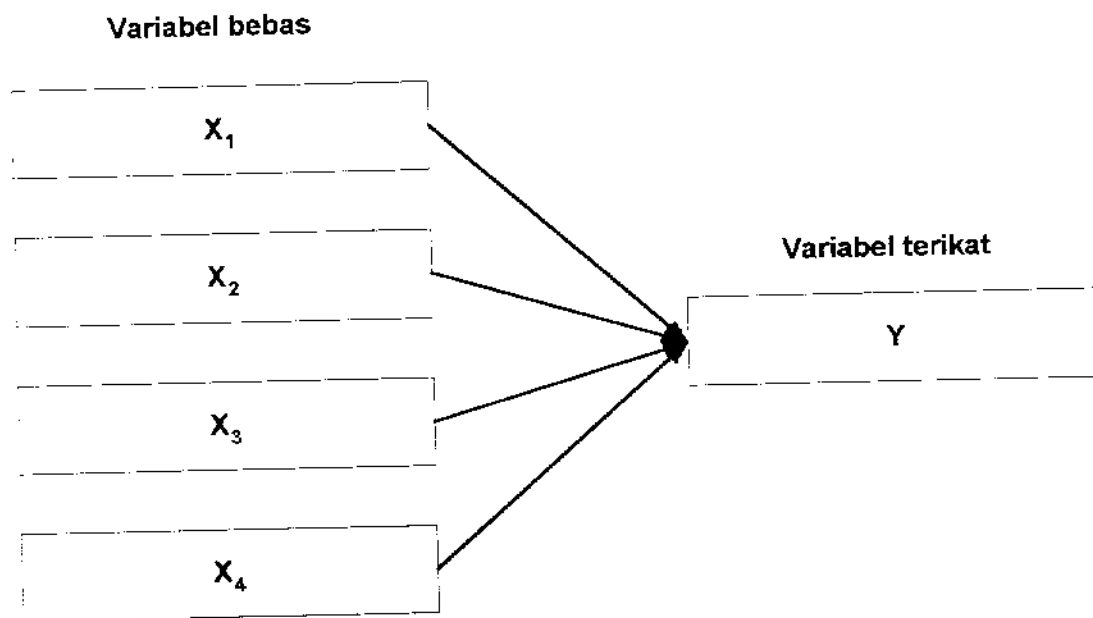 Variabel bebas
X₁
X₂
Variabel terikat
Y
X₃
X₄